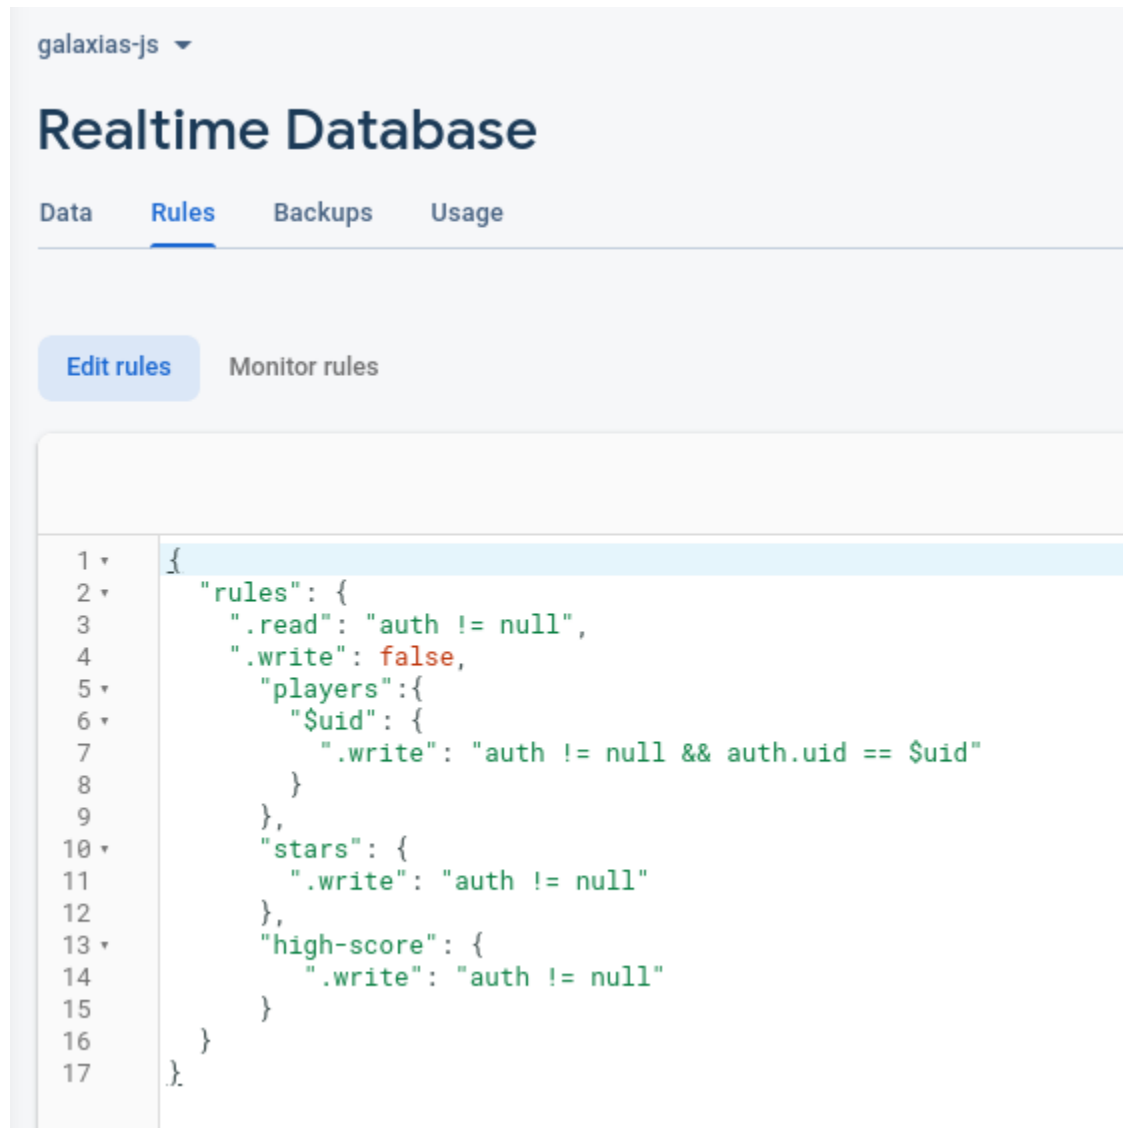 galaxias-js
Realtime Database
Data Rules Backups Usage
Edit rules Monitor rules
1 {
2 "rules": {
3 ".read": "auth != null",
4 ".write": false,
5 "players":{
6 "$uid": {
7 ".write": "auth != null && auth.uid == $uid"
8 }
9 },
10 "stars": {
11 ".write": "auth != null"
12 },
13 "high-score": {
14 ".write": "auth != null"
15 }
16 }
17 }